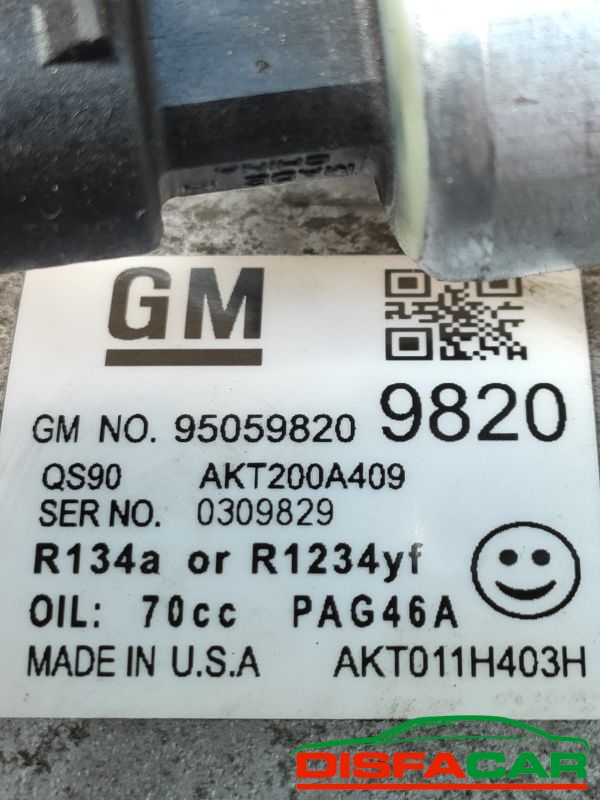 GM
GM NO. 95059820 9820
QS90 AKT200A409
SER NO. 0309829
R134a or R1234yf
OIL: 70cc PAG46A
MADE IN U.S.A AKT011H403H
DISFACAR